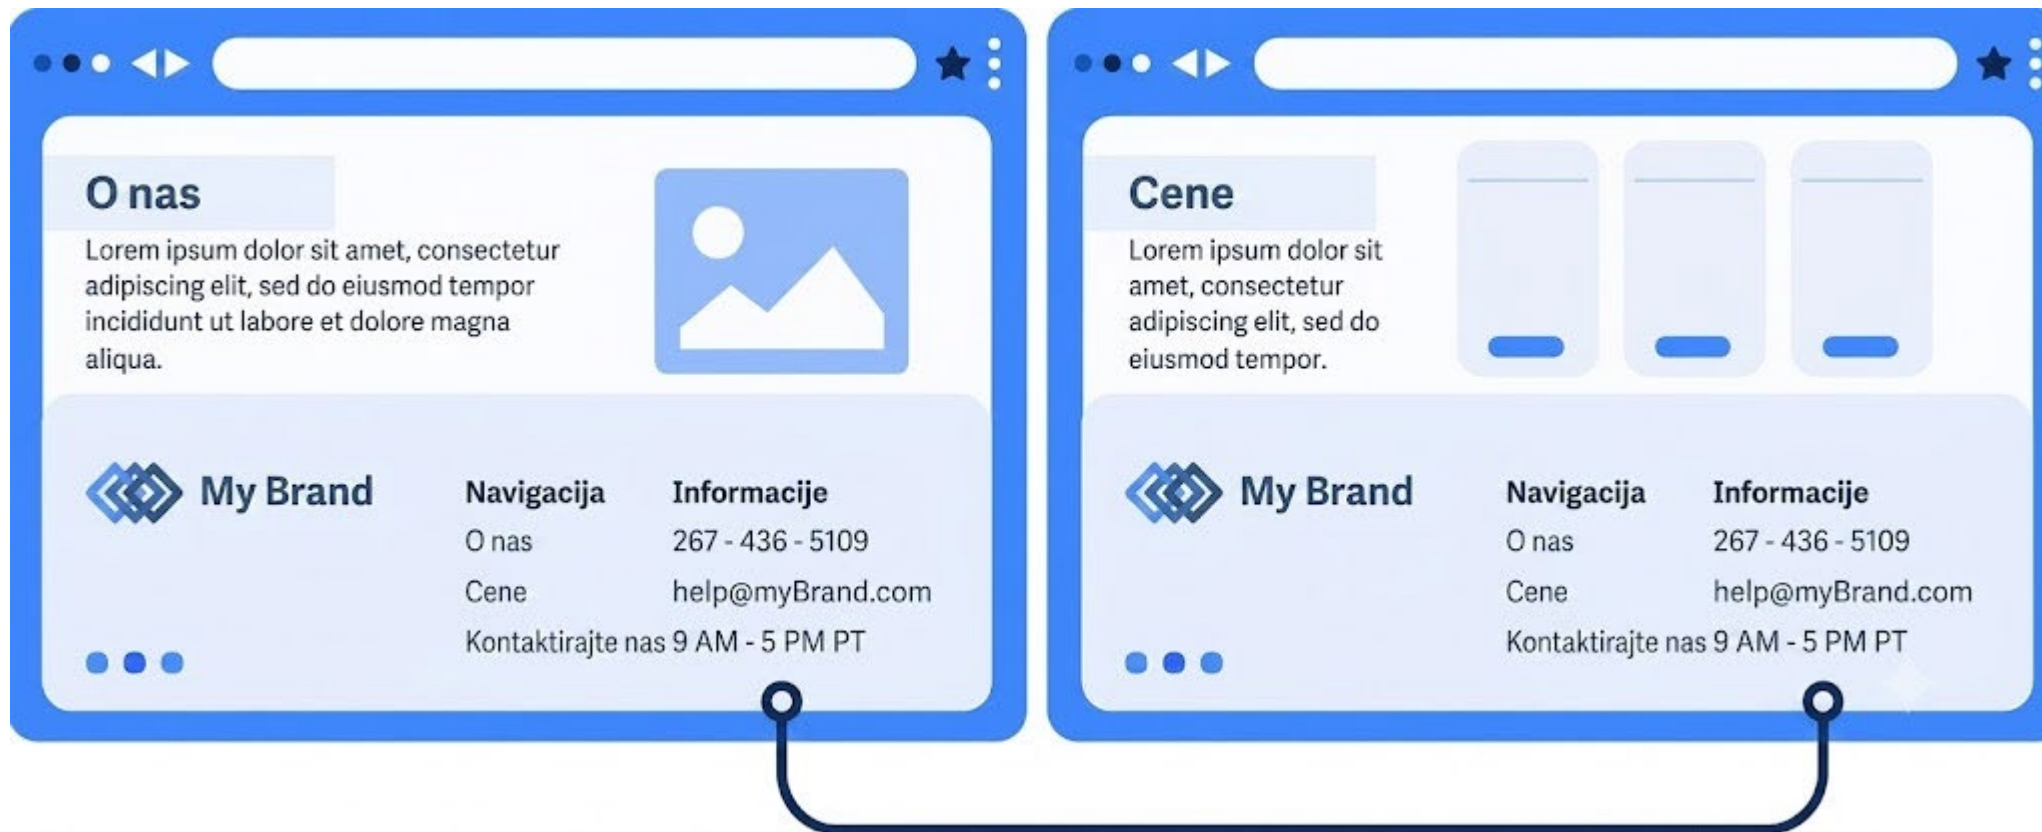 O nas
Lorem ipsum dolor sit amet, consectetur
adipiscing elit, sed do eiusmod tempor
incididunt ut labore et dolore magna
aliqua.
My Brand
Navigacija
O nas
Cene
Kontaktirajte nas
Informacije
267 - 436 - 5109
help@myBrand.com
9 AM - 5 PM PT
Cene
Lorem ipsum dolor sit
amet, consectetur
adipiscing elit, sed do
eiusmod tempor.
My Brand
Navigacija
O nas
Cene
Kontaktirajte nas
Informacije
267 - 436 - 5109
help@myBrand.com
9 AM - 5 PM PT